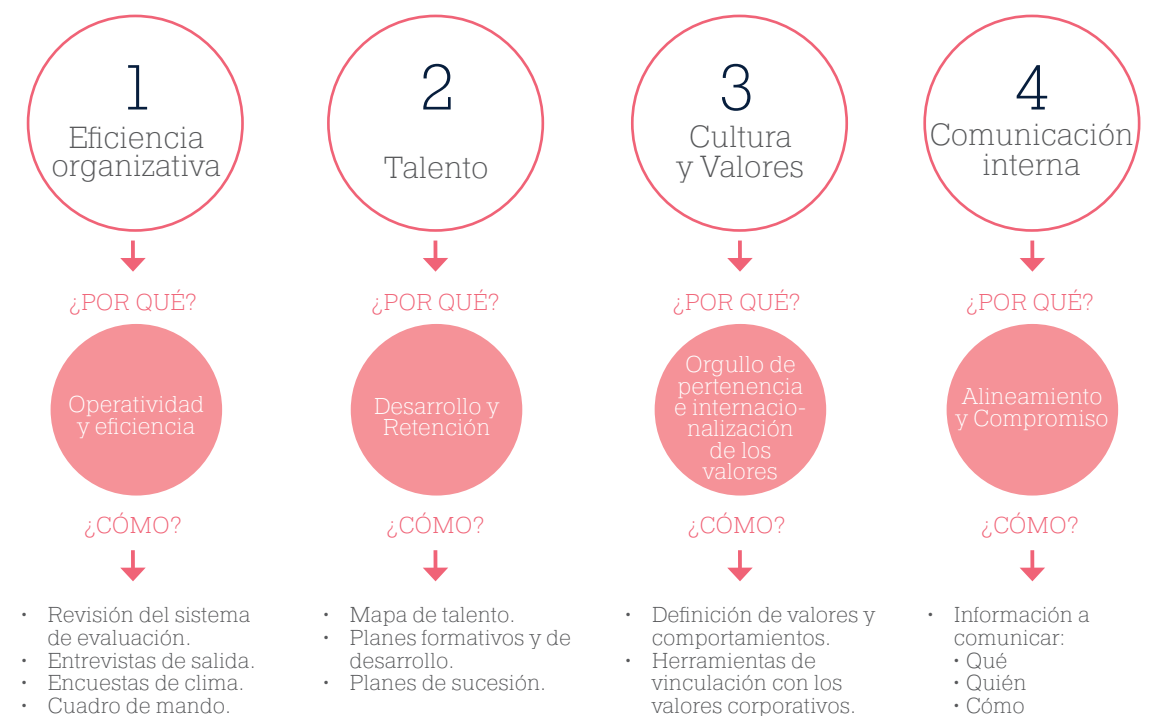 1
Eficiencia
organizativa
¿POR QUÉ?
Operatividad
y eficiencia
¿CÓMO?
• Revisión del sistema
de evaluación.
• Entrevistas de salida.
• Encuestas de clima.
• Cuadro de mando.
2
Talento
¿POR QUÉ?
Desarrollo y
Retención
¿CÓMO?
• Mapa de talento.
• Planes formativos y de
desarrollo.
• Planes de sucesión.
3
Cultura
y Valores
¿POR QUÉ?
Orgullo de
pertenencia
e internacio-
nalización
de los
valores
¿CÓMO?
• Definición de valores y
comportamientos.
• Herramientas de
vinculación con los
valores corporativos.
4
Comunicación
interna
¿POR QUÉ?
Alineamiento
y Compromiso
¿CÓMO?
• Información a
comunicar:
• Qué
• Quién
• Cómo